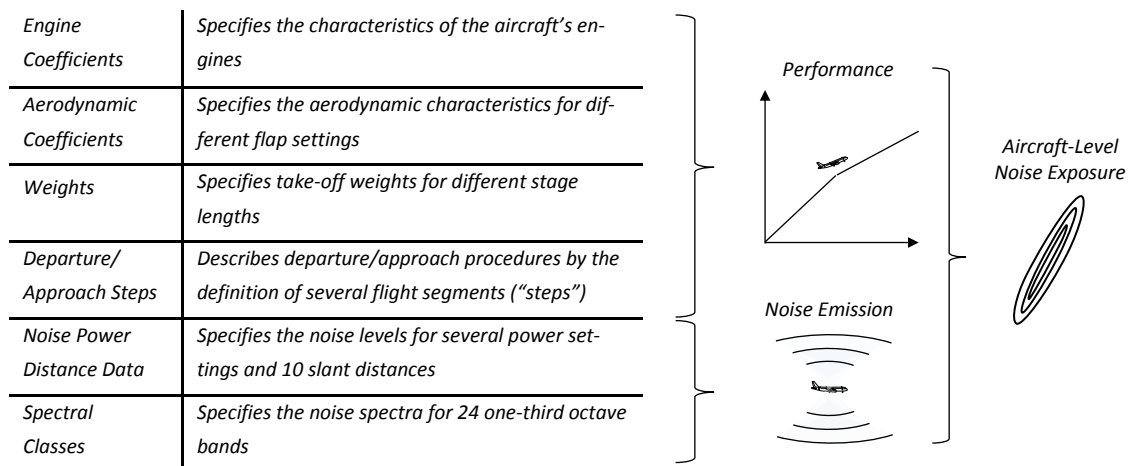 Engine
Coefficients
Specifies the characteristics of the aircraft's en-
gines
Aerodynamic
Coefficients
Specifies the aerodynamic characteristics for dif-
ferent flap settings
Weights
Specifies take-off weights for different stage
lengths
Departure/
Approach Steps
Describes departure/approach procedures by the
definition of several flight segments (“steps”)
Noise Power
Distance Data
Specifies the noise levels for several power set-
tings and 10 slant distances
Spectral
Classes
Specifies the noise spectra for 24 one-third octave
bands
Performance
Noise Emission
Aircraft-Level
Noise Exposure